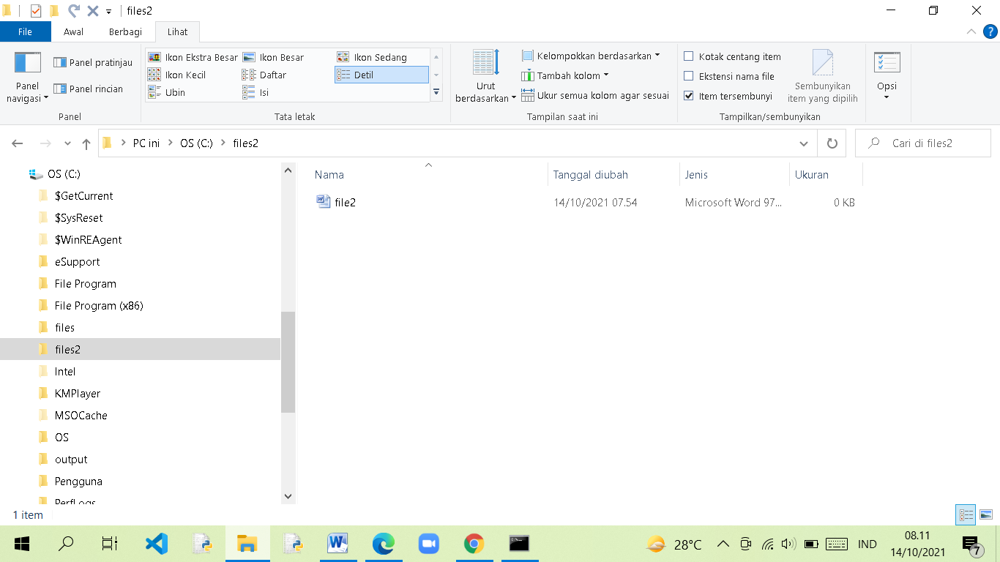 files2
File Awal Berbagi Lihat
Panel navigasi
Panel pratinjau
Panel rincian
Panel
Ikon Ekstra Besar Ikon Besar Ikon Sedang
Ikon Kecil Daftar Detil
Ubin Isi
Tata letak
Urut berdasarkan
Kelompokkan berdasarkan
Tambah kolom
Ukur semua kolom agar sesuai
Tampilan saat ini
Kotak centang item
Ekstensi nama file
Item tersembunyi
Sembunyikan item yang dipilih
Tampilkan/sembunyikan
Opsi
PC ini OS (C:) files2
Cari di files2
OS (C:)
$GetCurrent
$SysReset
$WinREAgent
eSupport
File Program
File Program (x86)
files
files2
Intel
KMPlayer
MSOCache
OS
output
Pengguna
PerfLogs
Nama Tanggal diubah Jenis Ukuran
file2 14/10/2021 07.54 Microsoft Word 97... 0 KB
1 item
28°C IND 08.11
14/10/2021
7